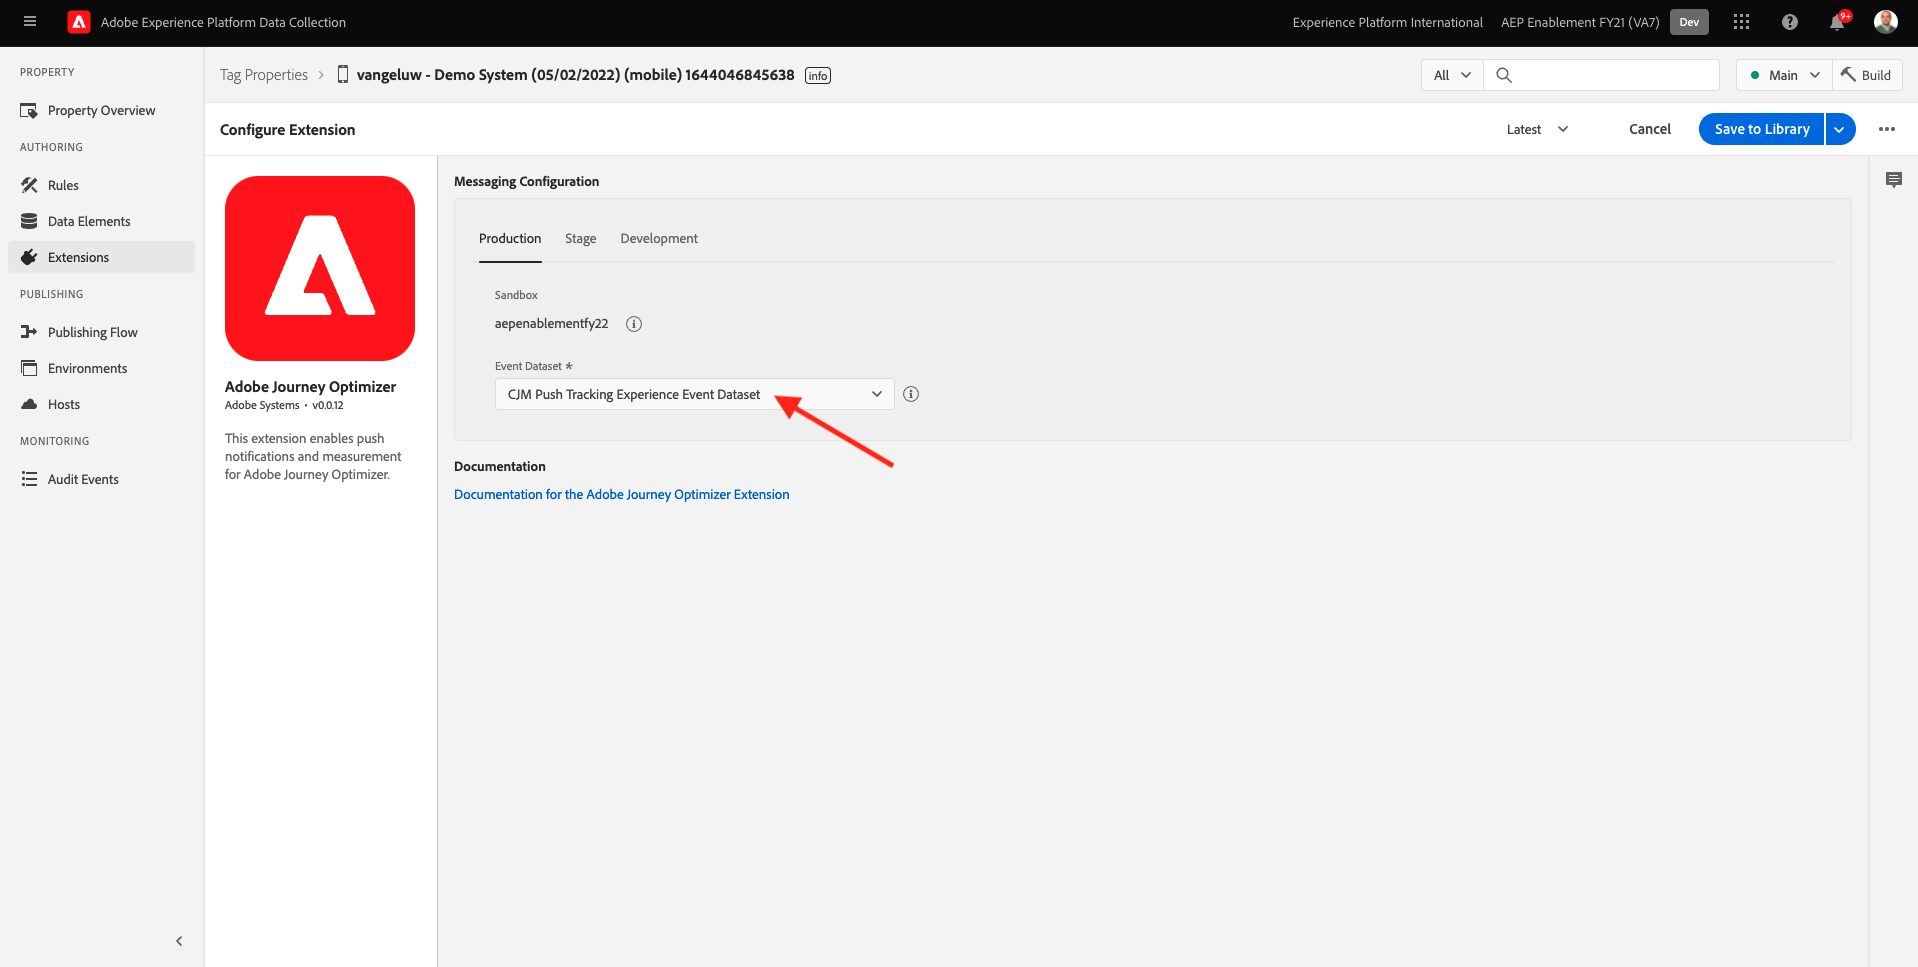 Adobe Experience Platform Data Collection
Experience Platform International
AEP Enablement FY21 (VA7)
Dev
9+
PROPERTY
Property Overview
AUTHORING
Rules
Data Elements
Extensions
PUBLISHING
Publishing Flow
Environments
Hosts
MONITORING
Audit Events
Tag Properties
vangeluw - Demo System (05/02/2022) (mobile) 1644046845638
info
All
Main
Build
Configure Extension
Latest
Cancel
Save to Library
Adobe Journey Optimizer
Adobe Systems • v0.0.12
This extension enables push
notifications and measurement
for Adobe Journey Optimizer.
Messaging Configuration
Production
Stage
Development
Sandbox
aepenablementfy22
Event Dataset *
CJM Push Tracking Experience Event Dataset
Documentation
Documentation for the Adobe Journey Optimizer Extension